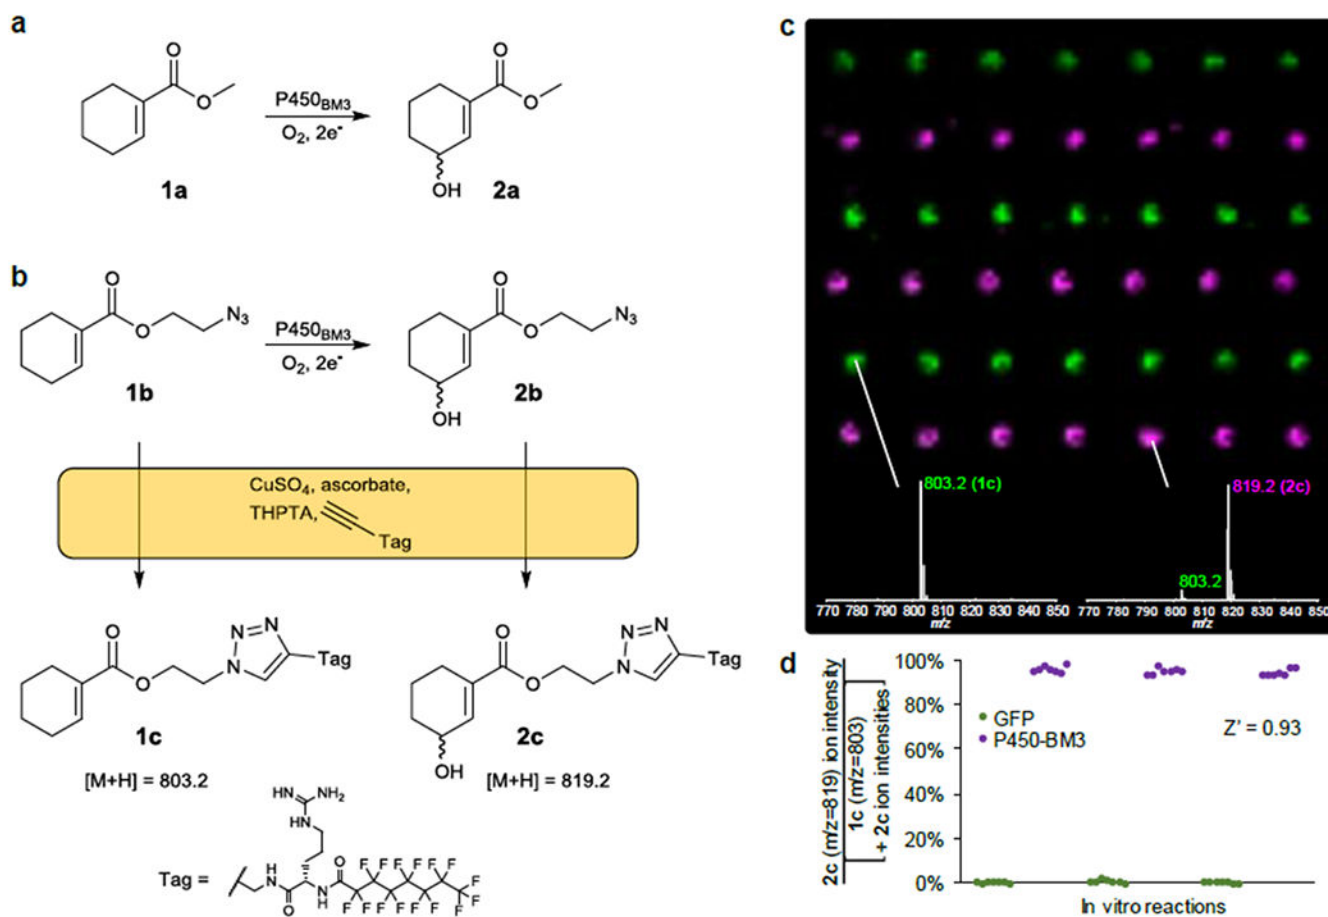 a
O
O
P450BM3
O2, 2e-
1a
O
O
OH
2a
b
O
O
N3
P450BM3
O2, 2e-
1b
O
O
N3
OH
2b
CuSO4, ascorbate,
THPTA,
Tag
O
O
N
N=N
Tag
1c
[M+H] = 803.2
O
O
N
N=N
Tag
OH
2c
[M+H] = 819.2
Tag =
HN
NH2
HN
H
N
O
N
H
O
F F F F F F F
F
F F F F F F F
c
803.2 (1c)
770 780 790 800 810 820 830 840 850
m/z
819.2 (2c)
803.2
770 780 790 800 810 820 830 840 850
m/z
d
2c (m/z=819) ion intensity
1c (m/z=803)
+ 2c ion intensities
100%
80%
60%
40%
20%
0%
GFP
P450-BM3
Z' = 0.93
In vitro reactions